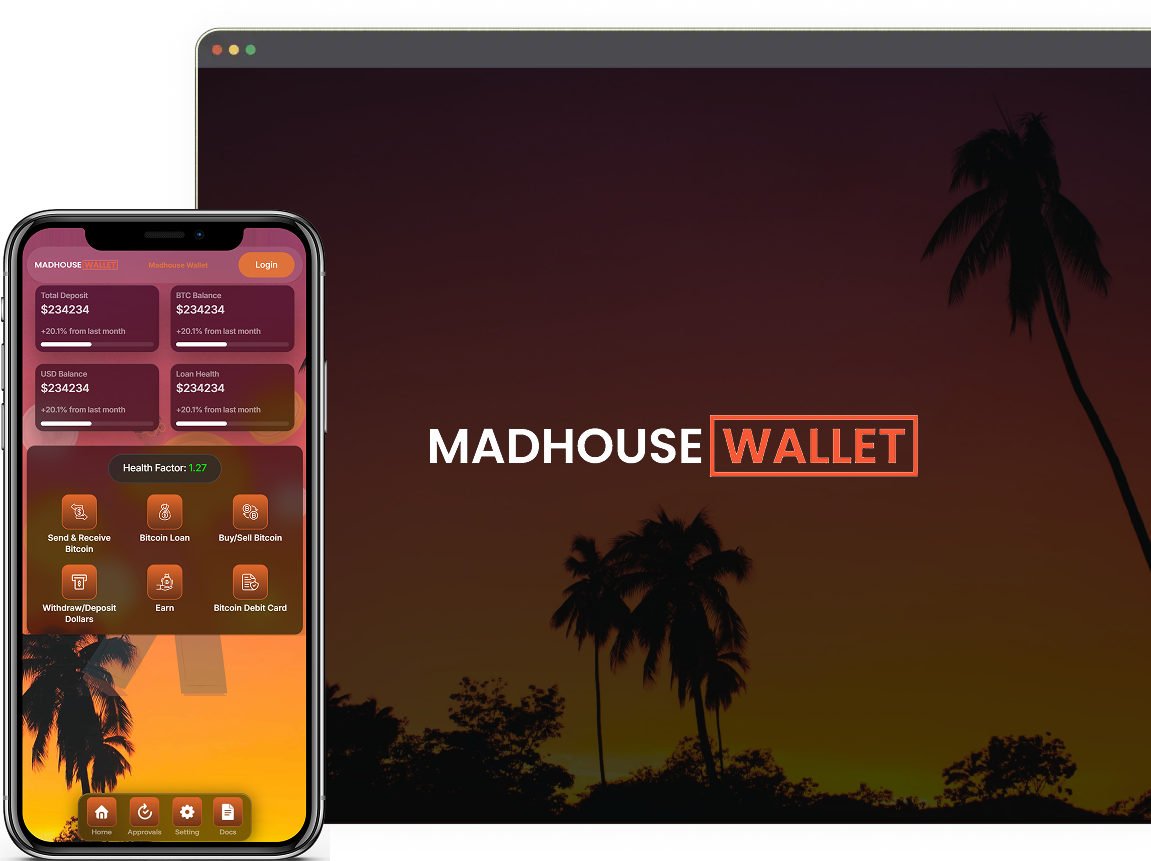 MADHOUSE WALLET
MADHOUSE WALLET
Madhouse Wallet
Login
Total Deposit
$234234
+20.1% from last month
BTC Balance
$234234
+20.1% from last month
USD Balance
$234234
+20.1% from last month
Loan Health
$234234
+20.1% from last month
Health Factor: 1.27
Send & Receive
Bitcoin
Bitcoin Loan
Buy/Sell Bitcoin
Withdraw/Deposit
Dollars
Earn
Bitcoin Debit Card
Home
Approvals
Setting
Docs